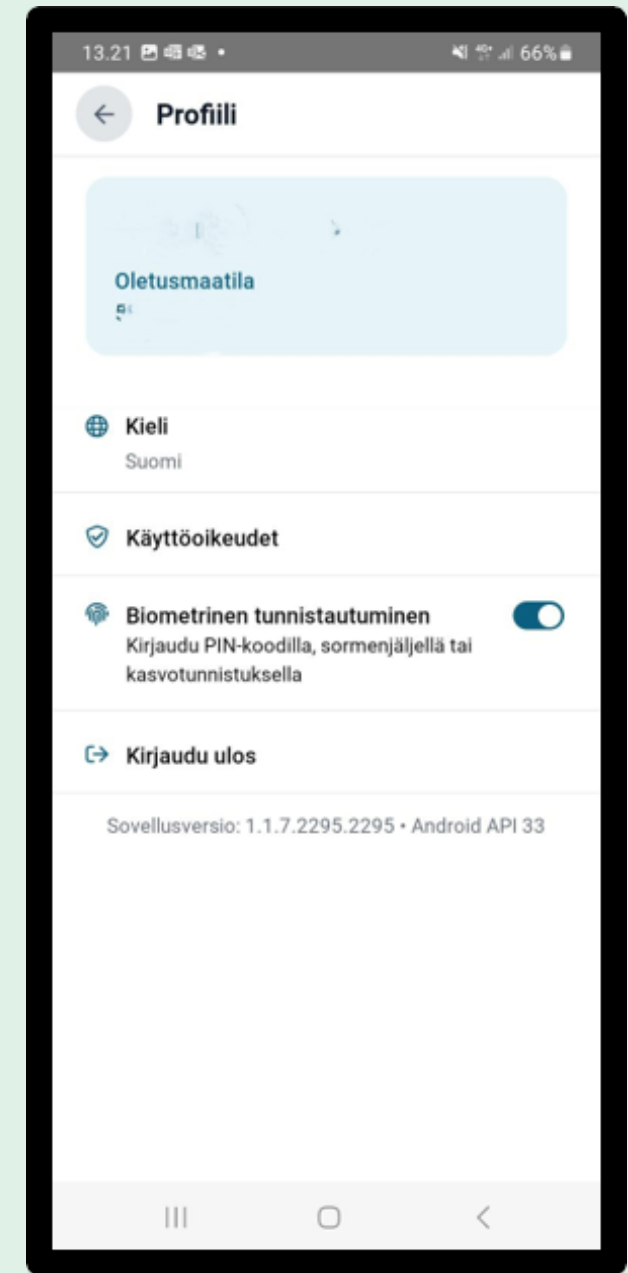 13.21
66%
Profiili
Oletusmaatila
Kieli
Suomi
Käyttöoikeudet
Biometrinen tunnistautuminen
Kirjaudu PIN-koodilla, sormenjäljellä tai
kasvotunnistuksella
Kirjaudu ulos
Sovellusversio: 1.1.7.2295.2295 • Android API 33